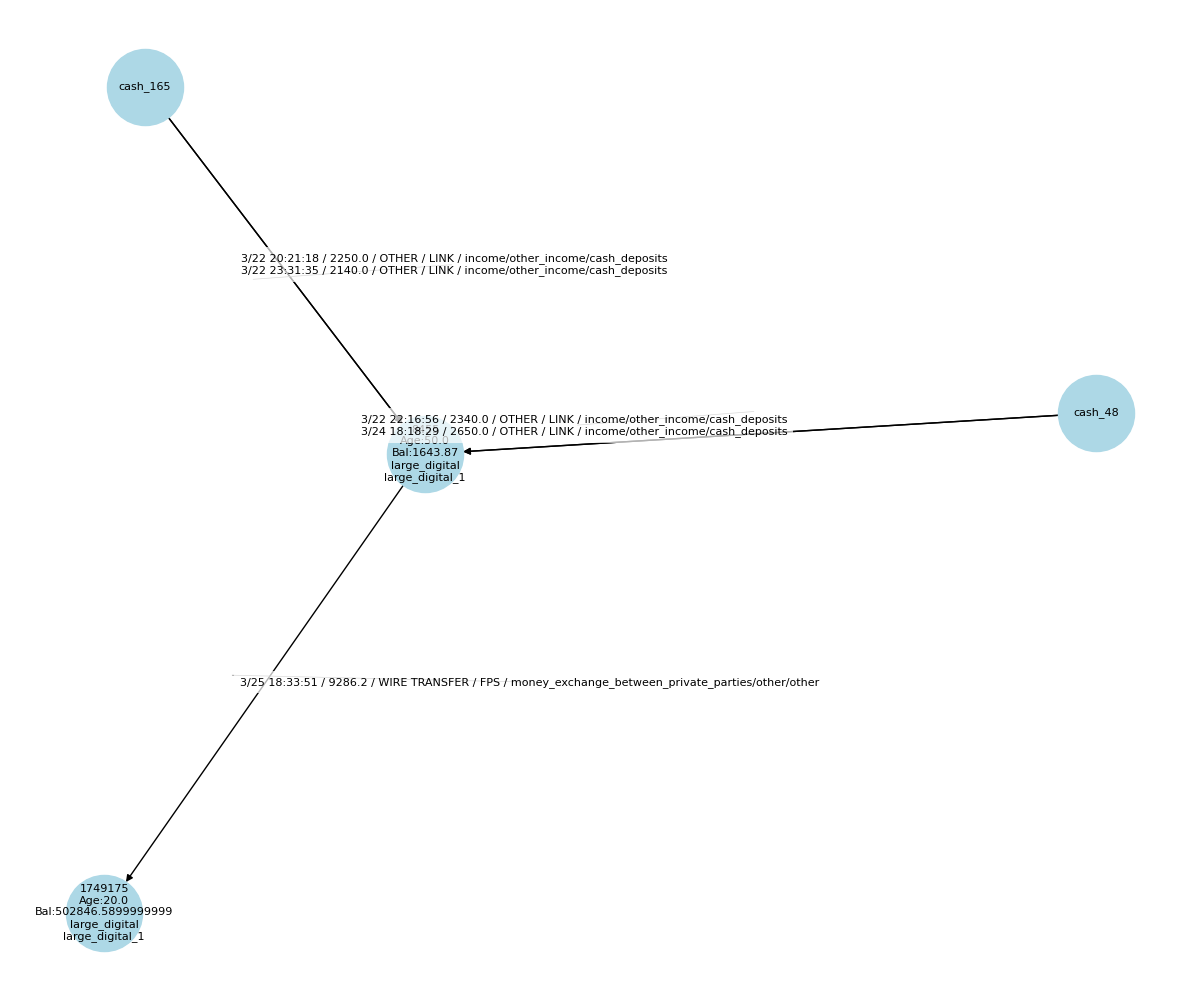 cash_165
3/22 20:21:18 / 2250.0 / OTHER / LINK / income/other_income/cash_deposits
3/22 23:31:35 / 2140.0 / OTHER / LINK / income/other_income/cash_deposits
cash_48
3/22 22:16:56 / 2340.0 / OTHER / LINK / income/other_income/cash_deposits
3/24 18:18:29 / 2650.0 / OTHER / LINK / income/other_income/cash_deposits
Age:50.0
Bal:1643.87
large_digital
large_digital_1
3/25 18:33:51 / 9286.2 / WIRE TRANSFER / FPS / money_exchange_between_private_parties/other/other
1749175
Age:20.0
Bal:502846.5899999999
large_digital
large_digital_1